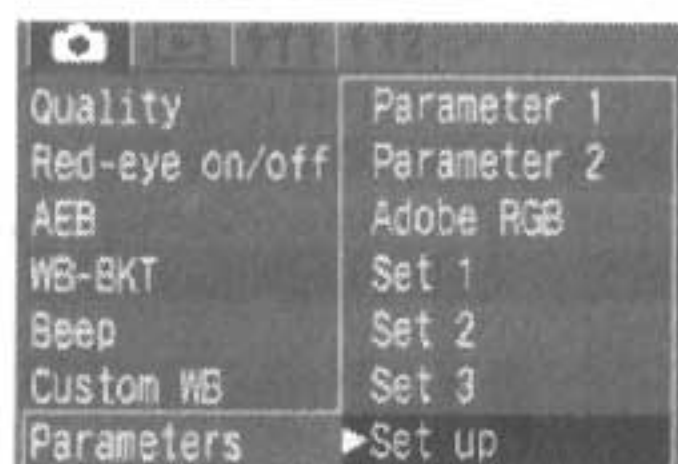 Quality
Red-eye on/off
AEB
WB-BKT
Beep
Custom WB
Parameters
Parameter 1
Parameter 2
Adobe RGB
Set 1
Set 2
Set 3
Set up